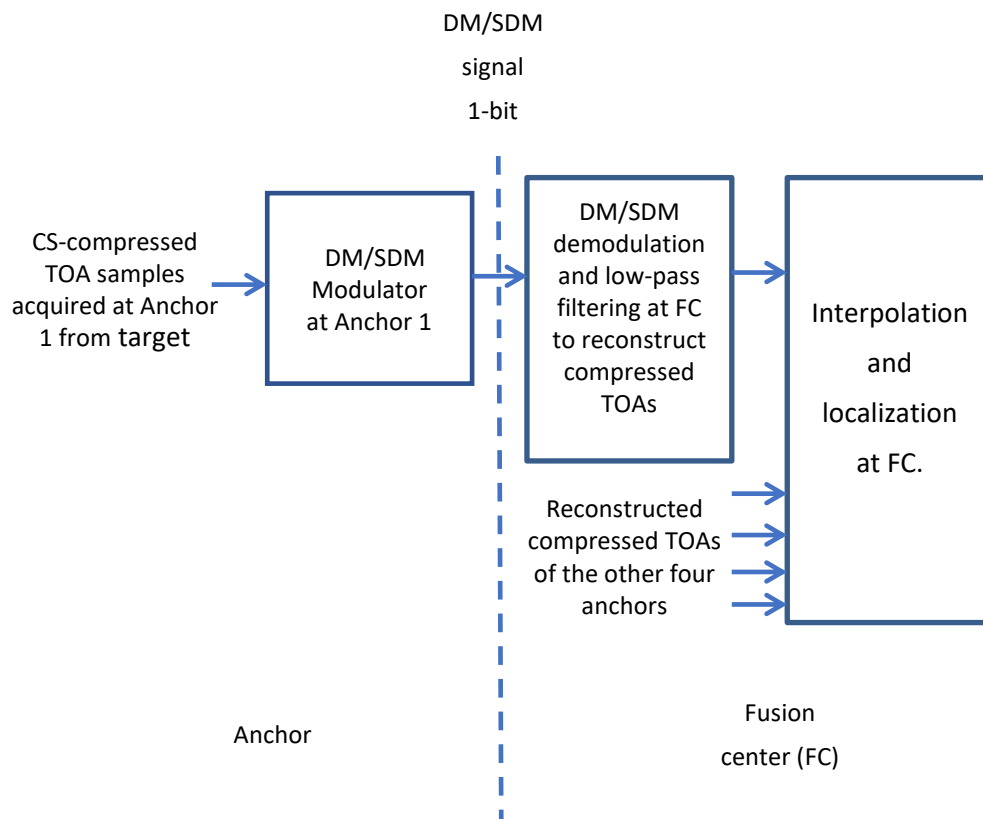 DM/SDM
signal
1-bit
CS-compressed
TOA samples
acquired at Anchor
1 from target
DM/SDM
Modulator
at Anchor 1
DM/SDM
demodulation
and low-pass
filtering at FC
to reconstruct
compressed
TOAs
Interpolation
and
localization
at FC.
Reconstructed
compressed TOAs
of the other four
anchors
Anchor
Fusion
center (FC)